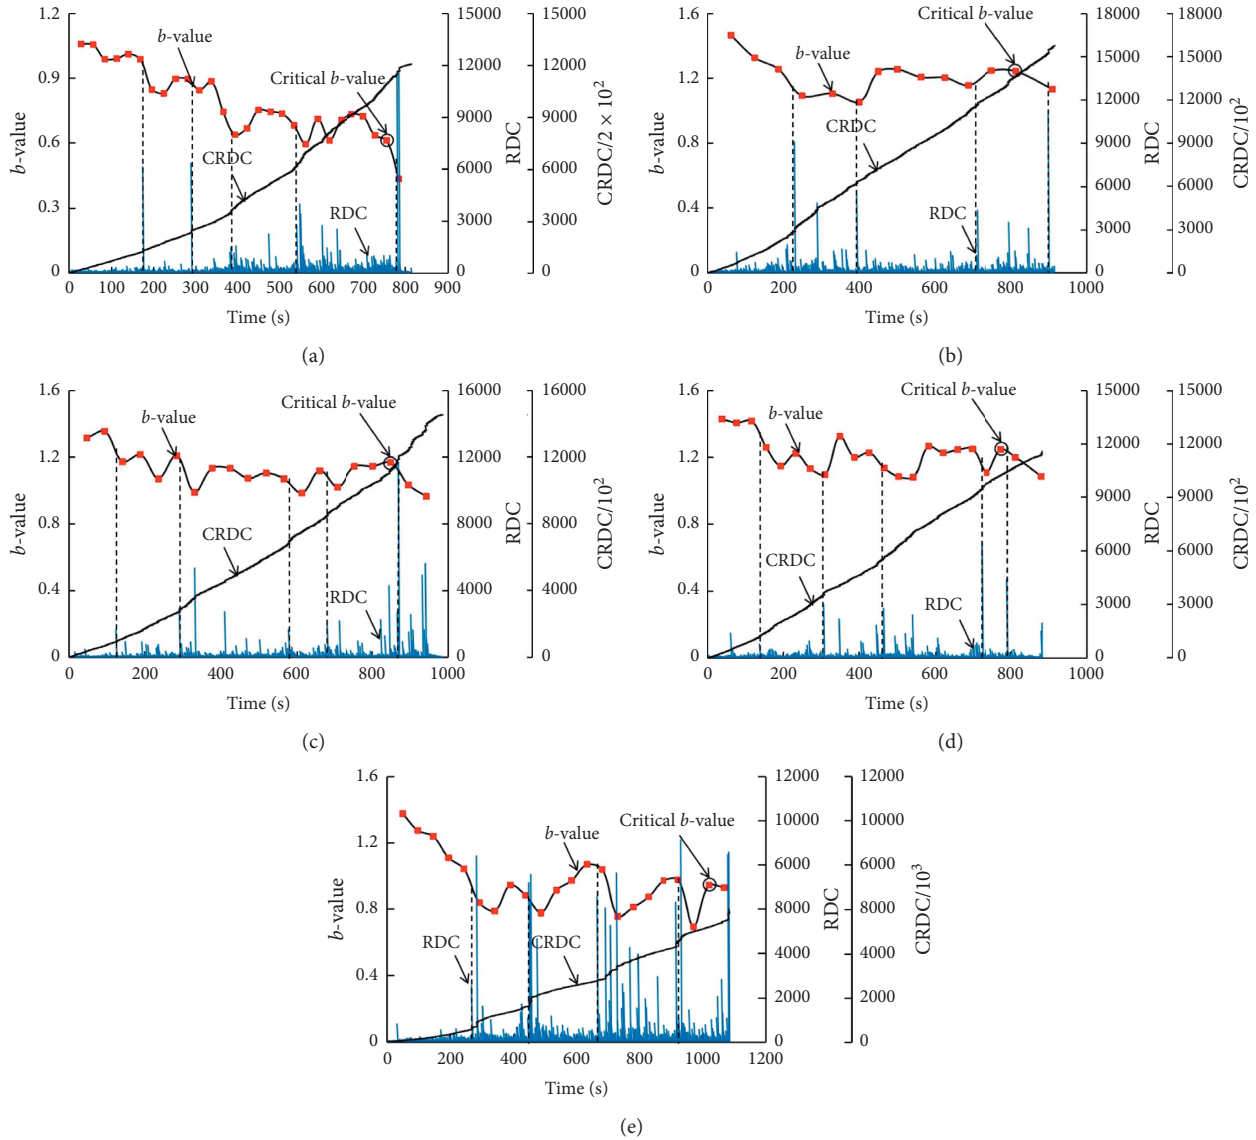 1.2
0.9
0.6
0.3
0
b-value
b-value
Critical b-value
CRDC
RDC
15000
12000
9000
6000
3000
0
RDC
15000
12000
9000
6000
3000
0
CRDC/2 × 10²
0 100 200 300 400 500 600 700 800 900
Time (s)
(a)
1.6
1.2
0.8
0.4
0
b-value
Critical b-value
b-value
CRDC
RDC
18000
15000
12000
9000
6000
3000
0
RDC
18000
15000
12000
9000
6000
3000
0
CRDC/10²
0 200 400 600 800 1000
Time (s)
(b)
1.6
1.2
0.8
0.4
0
b-value
b-value
Critical b-value
CRDC
RDC
16000
12000
8000
4000
0
RDC
16000
12000
8000
4000
0
CRDC/10²
0 200 400 600 800 1000
Time (s)
(c)
1.6
1.2
0.8
0.4
0
b-value
Critical b-value
b-value
CRDC
RDC
15000
12000
9000
6000
3000
0
RDC
15000
12000
9000
6000
3000
0
CRDC/10²
0 200 400 600 800 1000
Time (s)
(d)
1.6
1.2
0.8
0.4
0
b-value
b-value
Critical b-value
RDC
CRDC
12000
10000
6000
8000
4000
2000
0
RDC
12000
10000
6000
8000
4000
2000
0
CRDC/10³
0 200 400 600 800 1000 1200
Time (s)
(e)